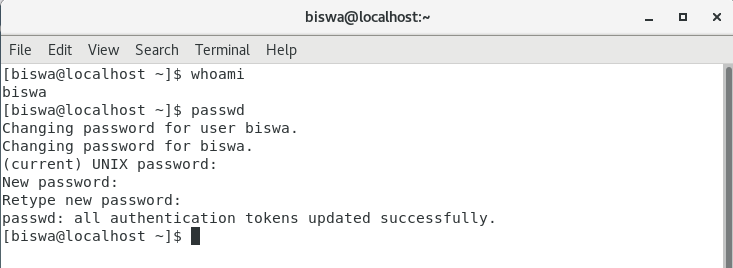 biswa@localhost:~
File Edit View Search Terminal Help
[biswa@localhost ~]$ whoami
biswa
[biswa@localhost ~]$ passwd
Changing password for user biswa.
Changing password for biswa.
(current) UNIX password:
New password:
Retype new password:
passwd: all authentication tokens updated successfully.
[biswa@localhost ~]$